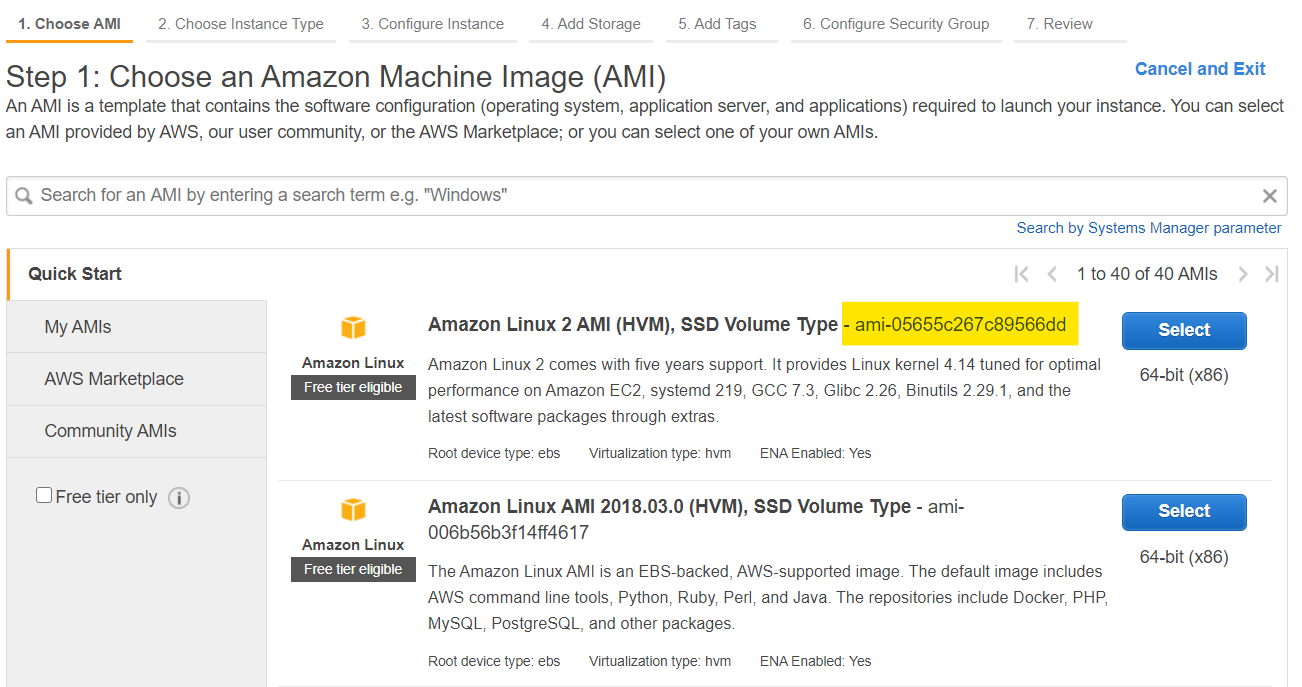 1. Choose AMI 2. Choose Instance Type 3. Configure Instance 4. Add Storage 5. Add Tags 6. Configure Security Group 7. Review
Step 1: Choose an Amazon Machine Image (AMI)
Cancel and Exit
An AMI is a template that contains the software configuration (operating system, application server, and applications) required to launch your instance. You can select
an AMI provided by AWS, our user community, or the AWS Marketplace; or you can select one of your own AMIs.
Search for an AMI by entering a search term e.g. "Windows"
Search by Systems Manager parameter
Quick Start
My AMIs
AWS Marketplace
Community AMIs
Free tier only
1 to 40 of 40 AMIs
Amazon Linux
Free tier eligible
Amazon Linux 2 AMI (HVM), SSD Volume Type - ami-05655c267c89566dd
Amazon Linux 2 comes with five years support. It provides Linux kernel 4.14 tuned for optimal
performance on Amazon EC2, systemd 219, GCC 7.3, Glibc 2.26, Binutils 2.29.1, and the
latest software packages through extras.
Root device type: ebs Virtualization type: hvm ENA Enabled: Yes
Select
64-bit (x86)
Amazon Linux
Free tier eligible
Amazon Linux AMI 2018.03.0 (HVM), SSD Volume Type - ami-
006b56b3f14ff4617
The Amazon Linux AMI is an EBS-backed, AWS-supported image. The default image includes
AWS command line tools, Python, Ruby, Perl, and Java. The repositories include Docker, PHP,
MySQL, PostgreSQL, and other packages.
Root device type: ebs Virtualization type: hvm ENA Enabled: Yes
Select
64-bit (x86)